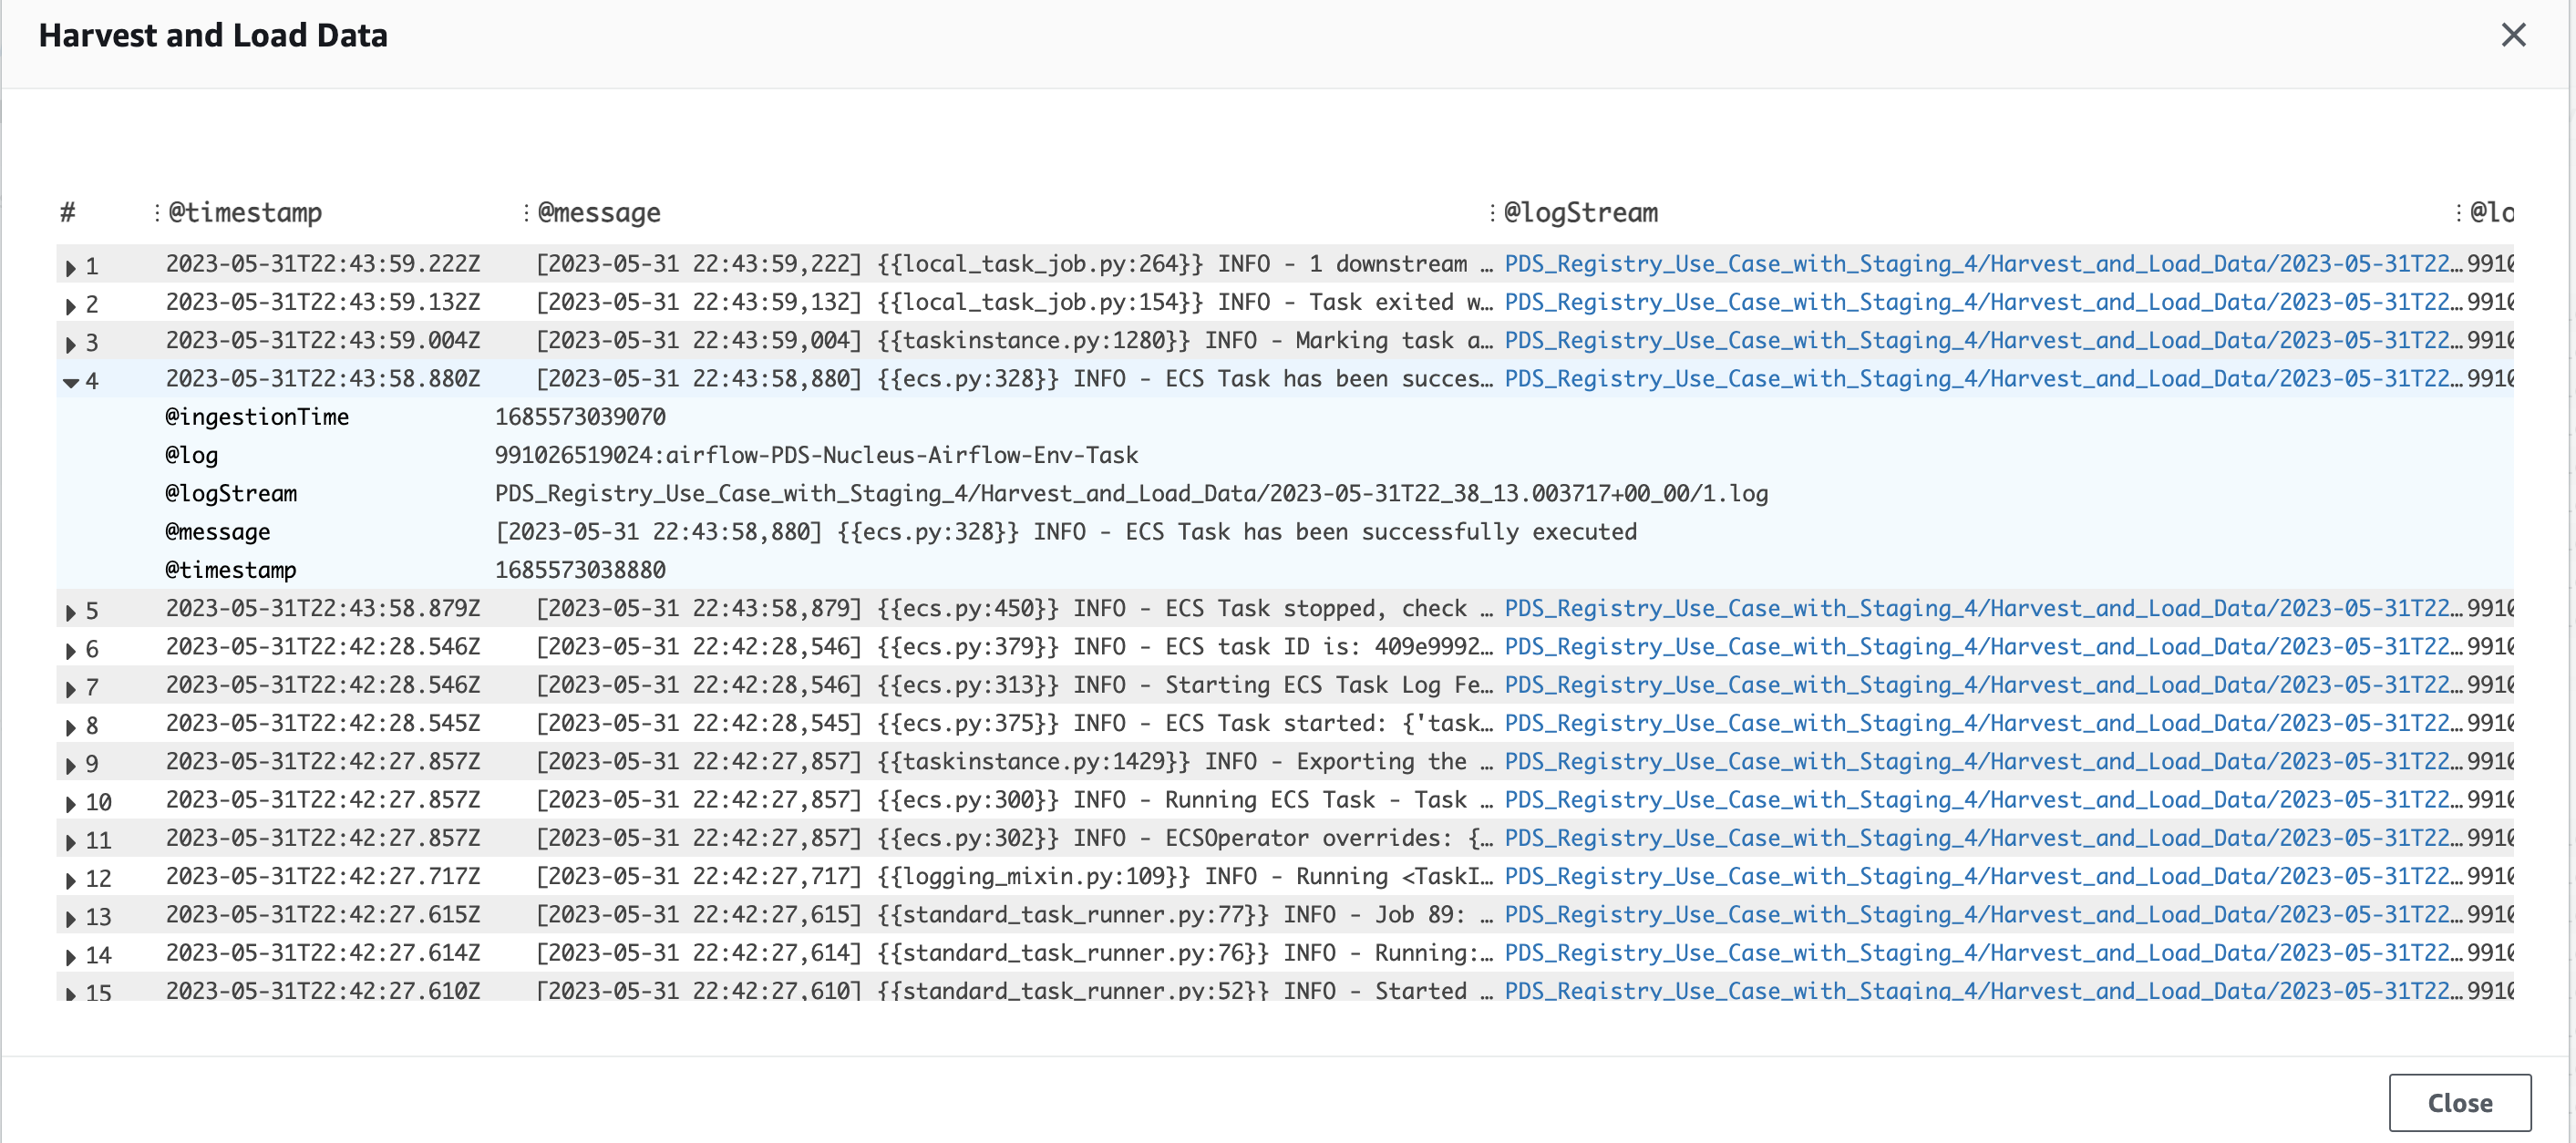 Harvest and Load Data
# @timestamp @message @logStream @lo
1 2023-05-31T22:43:59.222Z [2023-05-31 22:43:59,222] {{local_task_job.py:264}} INFO - 1 downstream … PDS_Registry_Use_Case_with_Staging_4/Harvest_and_Load_Data/2023-05-31T22… 9910
2 2023-05-31T22:43:59.132Z [2023-05-31 22:43:59,132] {{local_task_job.py:154}} INFO - Task exited w… PDS_Registry_Use_Case_with_Staging_4/Harvest_and_Load_Data/2023-05-31T22… 9910
3 2023-05-31T22:43:59.004Z [2023-05-31 22:43:59,004] {{taskinstance.py:1280}} INFO - Marking task a… PDS_Registry_Use_Case_with_Staging_4/Harvest_and_Load_Data/2023-05-31T22… 9910
4 2023-05-31T22:43:58.880Z [2023-05-31 22:43:58,880] {{ecs.py:328}} INFO - ECS Task has been succes… PDS_Registry_Use_Case_with_Staging_4/Harvest_and_Load_Data/2023-05-31T22… 9910
@ingestionTime 1685573039070
@log 991026519024:airflow-PDS-Nucleus-Airflow-Env-Task
@logStream PDS_Registry_Use_Case_with_Staging_4/Harvest_and_Load_Data/2023-05-31T22_38_13.003717+00_00/1.log
@message [2023-05-31 22:43:58,880] {{ecs.py:328}} INFO - ECS Task has been successfully executed
@timestamp 1685573038880
5 2023-05-31T22:43:58.879Z [2023-05-31 22:43:58,879] {{ecs.py:450}} INFO - ECS Task stopped, check … PDS_Registry_Use_Case_with_Staging_4/Harvest_and_Load_Data/2023-05-31T22… 9910
6 2023-05-31T22:42:28.546Z [2023-05-31 22:42:28,546] {{ecs.py:379}} INFO - ECS task ID is: 409e9992… PDS_Registry_Use_Case_with_Staging_4/Harvest_and_Load_Data/2023-05-31T22… 9910
7 2023-05-31T22:42:28.546Z [2023-05-31 22:42:28,546] {{ecs.py:313}} INFO - Starting ECS Task Log Fe… PDS_Registry_Use_Case_with_Staging_4/Harvest_and_Load_Data/2023-05-31T22… 9910
8 2023-05-31T22:42:28.545Z [2023-05-31 22:42:28,545] {{ecs.py:375}} INFO - ECS Task started: {'task… PDS_Registry_Use_Case_with_Staging_4/Harvest_and_Load_Data/2023-05-31T22… 9910
9 2023-05-31T22:42:27.857Z [2023-05-31 22:42:27,857] {{taskinstance.py:1429}} INFO - Exporting the … PDS_Registry_Use_Case_with_Staging_4/Harvest_and_Load_Data/2023-05-31T22… 9910
10 2023-05-31T22:42:27.857Z [2023-05-31 22:42:27,857] {{ecs.py:300}} INFO - Running ECS Task - Task … PDS_Registry_Use_Case_with_Staging_4/Harvest_and_Load_Data/2023-05-31T22… 9910
11 2023-05-31T22:42:27.857Z [2023-05-31 22:42:27,857] {{ecs.py:302}} INFO - ECSOperator overrides: {… PDS_Registry_Use_Case_with_Staging_4/Harvest_and_Load_Data/2023-05-31T22… 9910
12 2023-05-31T22:42:27.717Z [2023-05-31 22:42:27,717] {{logging_mixin.py:109}} INFO - Running <TaskI… PDS_Registry_Use_Case_with_Staging_4/Harvest_and_Load_Data/2023-05-31T22… 9910
13 2023-05-31T22:42:27.615Z [2023-05-31 22:42:27,615] {{standard_task_runner.py:77}} INFO - Job 89: … PDS_Registry_Use_Case_with_Staging_4/Harvest_and_Load_Data/2023-05-31T22… 9910
14 2023-05-31T22:42:27.614Z [2023-05-31 22:42:27,614] {{standard_task_runner.py:76}} INFO - Running:… PDS_Registry_Use_Case_with_Staging_4/Harvest_and_Load_Data/2023-05-31T22… 9910
15 2023-05-31T22:42:27.610Z [2023-05-31 22:42:27,610] {{standard_task_runner.py:52}} INFO - Started … PDS_Registry_Use_Case_with_Staging_4/Harvest_and_Load_Data/2023-05-31T22… 9910
Close